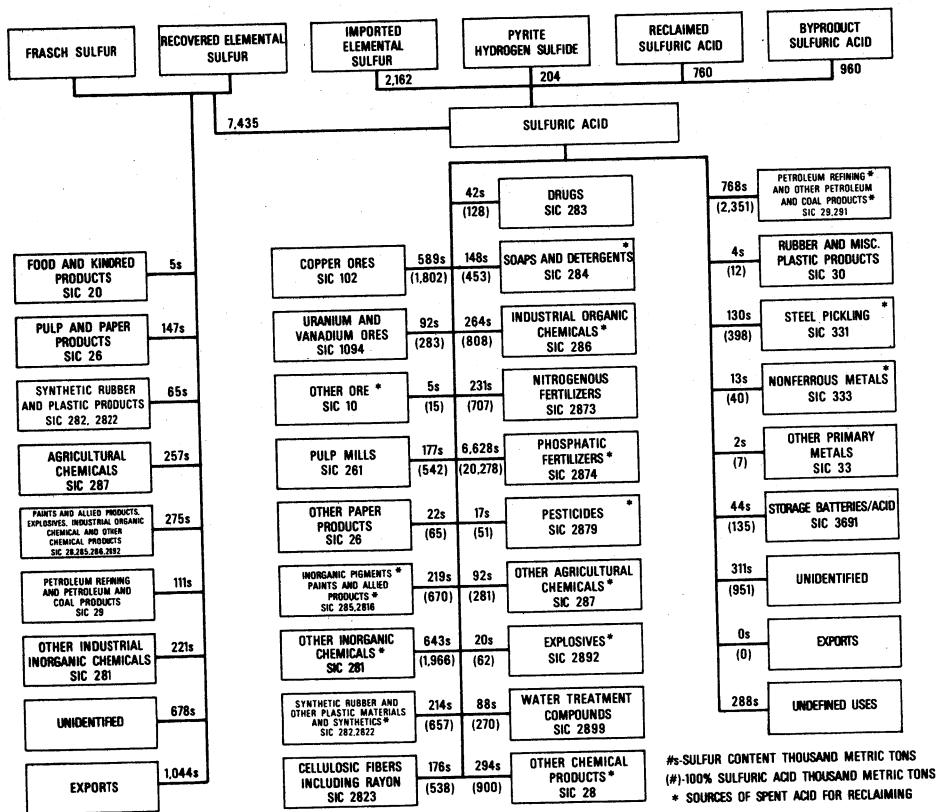 FRASCH SULFUR
RECOVERED ELEMENTAL
SULFUR
IMPORTED
ELEMENTAL
SULFUR
2,162
PYRITE
HYDROGEN SULFIDE
204
RECLAIMED
SULFURIC ACID
760
BYPRODUCT
SULFURIC ACID
960
7,435
SULFURIC ACID
FOOD AND KINDRED
PRODUCTS
SIC 20
5s
PULP AND PAPER
PRODUCTS
SIC 26
147s
SYNTHETIC RUBBER
AND PLASTIC PRODUCTS
SIC 282, 2822
65s
AGRICULTURAL
CHEMICALS
SIC 287
257s
PAINTS AND ALLIED PRODUCTS,
EXPLOSIVES, INDUSTRIAL ORGANIC
CHEMICAL AND OTHER
CHEMICAL PRODUCTS
SIC 28,285,286,2892
275s
PETROLEUM REFINING
AND PETROLEUM AND
COAL PRODUCTS
SIC 29
111s
OTHER INDUSTRIAL
INORGANIC CHEMICALS
SIC 281
221s
UNIDENTIFED
678s
EXPORTS
1,044s
COPPER ORES
SIC 102
589s
(1,802)
URANIUM AND
VANADIUM ORES
SIC 1094
92s
(283)
OTHER ORE *
SIC 10
5s
(15)
PULP MILLS
SIC 261
177s
(542)
OTHER PAPER
PRODUCTS
SIC 26
22s
(65)
INORGANIC PIGMENTS *
PAINTS AND ALLIED
PRODUCTS *
SIC 285,2816
219s
(670)
OTHER INORGANIC
CHEMICALS *
SIC 281
643s
(1,966)
SYNTHETIC RUBBER AND
OTHER PLASTIC MATERIALS
AND SYNTHETICS *
SIC 282,2822
214s
(657)
CELLULOSIC FIBERS
INCLUDING RAYON
SIC 2823
176s
(538)
42s
(128)
DRUGS
SIC 283
148s
(453)
SOAPS AND DETERGENTS *
SIC 284
264s
(808)
INDUSTRIAL ORGANIC
CHEMICALS *
SIC 286
231s
(707)
NITROGENOUS
FERTILIZERS
SIC 2873
6,628s
(20,278)
PHOSPHATIC
FERTILIZERS *
SIC 2874
17s
(51)
PESTICIDES *
SIC 2879
92s
(281)
OTHER AGRICULTURAL
CHEMICALS *
SIC 287
20s
(62)
EXPLOSIVES *
SIC 2892
88s
(270)
WATER TREATMENT
COMPOUNDS
SIC 2899
294s
(900)
OTHER CHEMICAL
PRODUCTS *
SIC 28
768s
(2,351)
PETROLEUM REFINING *
AND OTHER PETROLEUM
AND COAL PRODUCTS *
SIC 29,291
4s
(12)
RUBBER AND MISC.
PLASTIC PRODUCTS
SIC 30
130s
(398)
STEEL PICKLING *
SIC 331
13s
(40)
NONFERROUS METALS *
SIC 333
2s
(7)
OTHER PRIMARY
METALS
SIC 33
44s
(135)
STORAGE BATTERIES/ACID
SIC 3691
311s
(951)
UNIDENTIFIED
0s
(0)
EXPORTS
288s
UNDEFINED USES
#s-SULFUR CONTENT THOUSAND METRIC TONS
(#)-100% SULFURIC ACID THOUSAND METRIC TONS
* SOURCES OF SPENT ACID FOR RECLAIMING